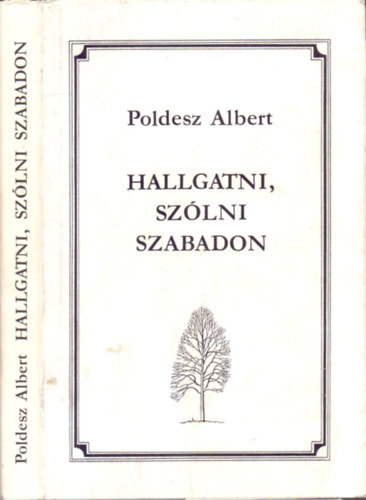 Poldesz Albert HALLGATNI, SZÓLNI SZABADON
Poldesz Albert
HALLGATNI,
SZÓLNI
SZABADON